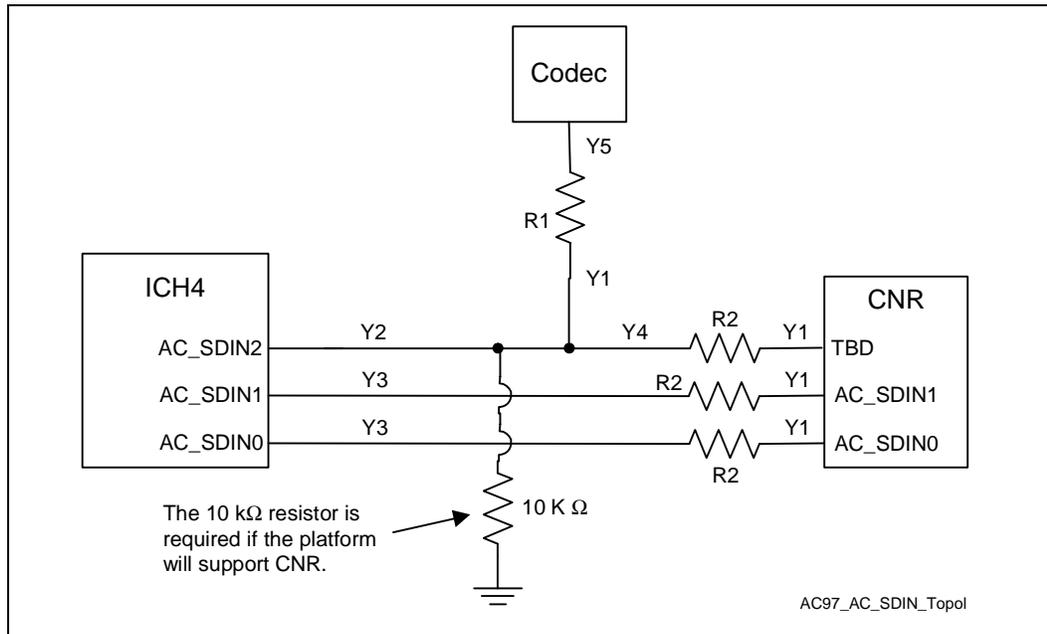 Codec
Y5
R1
Y1
ICH4
CNR
AC_SDIN2
Y2
Y4
R2
Y1
TBD
AC_SDIN1
Y3
R2
Y1
AC_SDIN1
AC_SDIN0
Y3
Y1
AC_SDIN0
R2
The 10 kΩ resistor is
required if the platform
will support CNR.
10 K Ω
AC97_AC_SDIN_Topol